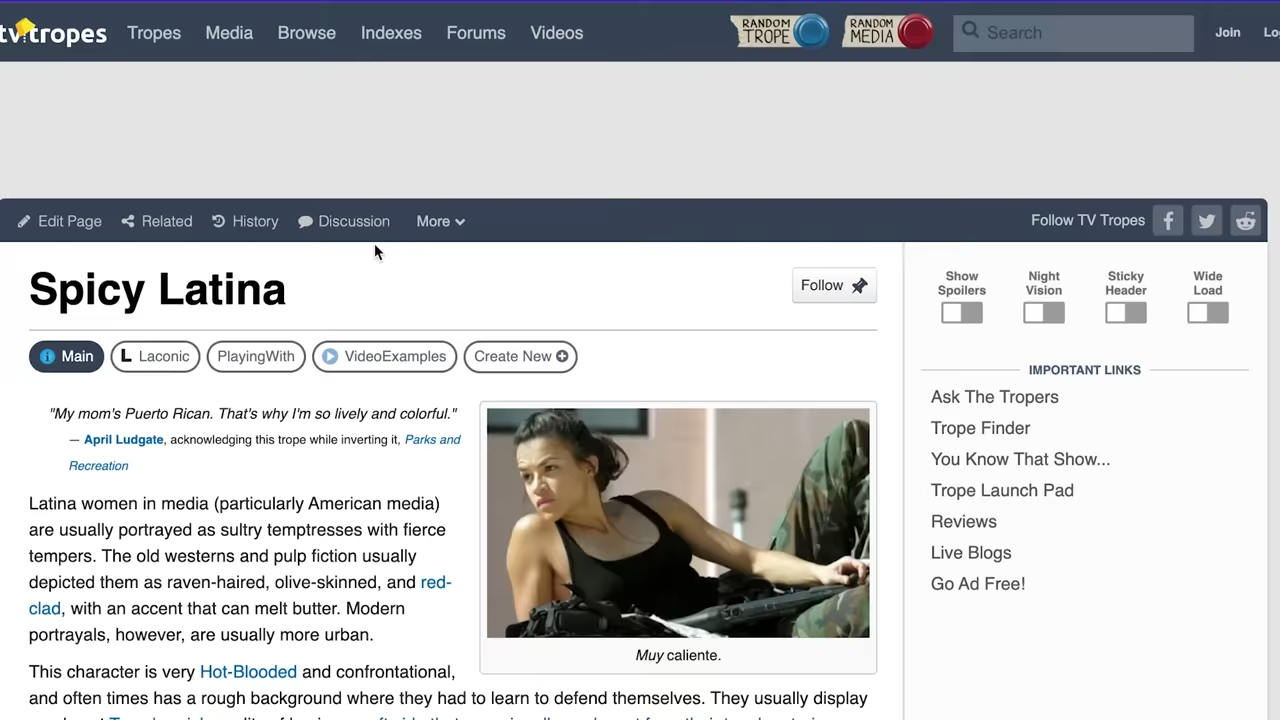 tv tropes Tropes Media Browse Indexes Forums Videos RANDOM TROPE RANDOM MEDIA Search Join
Edit Page Related History Discussion More Follow TV Tropes
Spicy Latina
Follow
Show Spoilers Night Vision Sticky Header Wide Load
Main L Laconic PlayingWith VideoExamples Create New
IMPORTANT LINKS
Ask The Tropers
Trope Finder
You Know That Show...
Trope Launch Pad
Reviews
Live Blogs
Go Ad Free!
"My mom's Puerto Rican. That's why I'm so lively and colorful."
— April Ludgate, acknowledging this trope while inverting it, Parks and
Recreation
Latina women in media (particularly American media)
are usually portrayed as sultry temptresses with fierce
tempers. The old westerns and pulp fiction usually
depicted them as raven-haired, olive-skinned, and red-
clad, with an accent that can melt butter. Modern
portrayals, however, are usually more urban.
Muy caliente.
This character is very Hot-Blooded and confrontational,
and often times has a rough background where they had to learn to defend themselves. They usually display